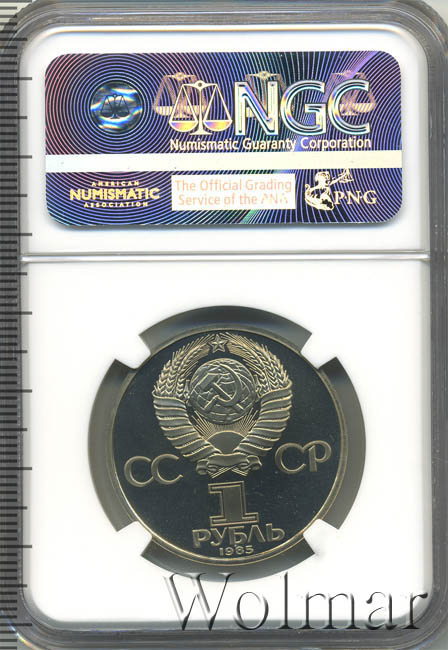 NGC
Numismatic Guaranty Corporation
AMERICAN
NUMISMATIC
ASSOCIATION
The Official Grading
Service of the ANA
PNG
СС СР
1
РУБЛЬ
1985
Wolmar